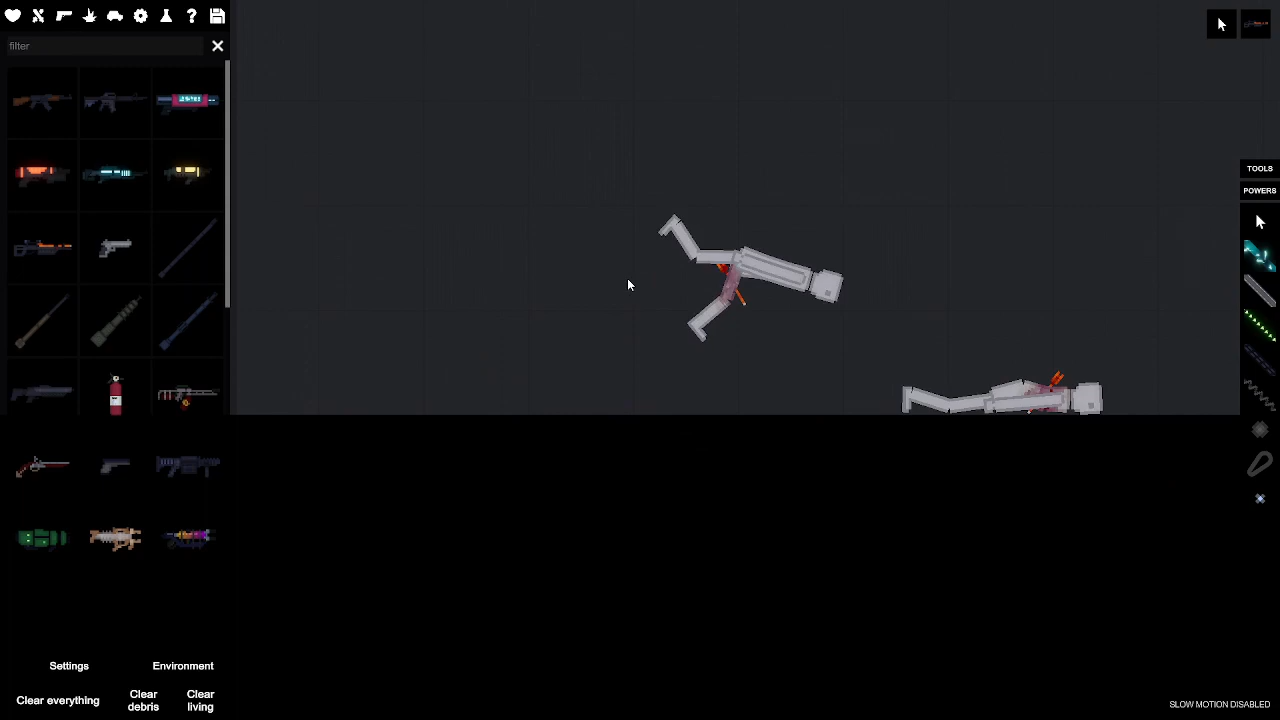 filter
TOOLS
POWERS
Settings
Environment
Clear everything
Clear
debris
Clear
living
SLOW MOTION DISABLED